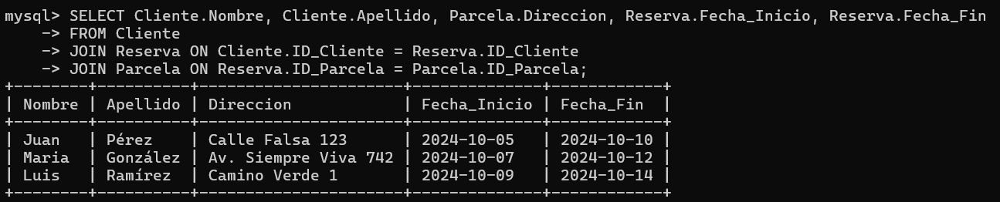 mysql> SELECT Cliente.Nombre, Cliente.Apellido, Parcela.Direccion, Reserva.Fecha_Inicio, Reserva.Fecha_Fin
    -> FROM Cliente
    -> JOIN Reserva ON Cliente.ID_Cliente = Reserva.ID_Cliente
    -> JOIN Parcela ON Reserva.ID_Parcela = Parcela.ID_Parcela;
+--------+----------+----------------------+--------------+------------+
| Nombre | Apellido | Direccion            | Fecha_Inicio | Fecha_Fin  |
+--------+----------+----------------------+--------------+------------+
| Juan   | Pérez    | Calle Falsa 123      | 2024-10-05   | 2024-10-10 |
| Maria  | González | Av. Siempre Viva 742 | 2024-10-07   | 2024-10-12 |
| Luis   | Ramírez  | Camino Verde 1       | 2024-10-09   | 2024-10-14 |
+--------+----------+----------------------+--------------+------------+